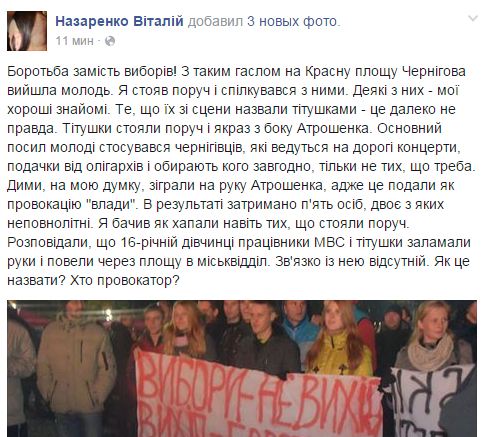 Назаренко Віталій добавил 3 новых фото.
11 мин ·
Боротьба замість виборів! З таким гаслом на Красну площу Чернігова
вийшла молодь. Я стояв поруч і спілкувався з ними. Деякі з них - мої
хороші знайомі. Те, що їх зі сцени назвали тітушками - це далеко не
правда. Тітушки стояли поруч і якраз з боку Атрошенка. Основний
посил молоді стосувався чернігівців, які ведуться на дорогі концерти,
подачки від олігархів і обирають кого завгодно, тільки не тих, що треба.
Дими, на мою думку, зіграли на руку Атрошенка, адже це подали як
провокацію "влади". В результаті затримано п'ять осіб, двоє з яких
неповнолітні. Я бачив як хапали навіть тих, що стояли поруч.
Розповідали, що 16-річній дівчинці працівники МВС і тітушки заламали
руки і повели через площу в міськвідділ. Зв'язко із нею відсутній. Як це
назвати? Хто провокатор?
ВИБОРИ-НЕ ВИХІД
ВИХІД-